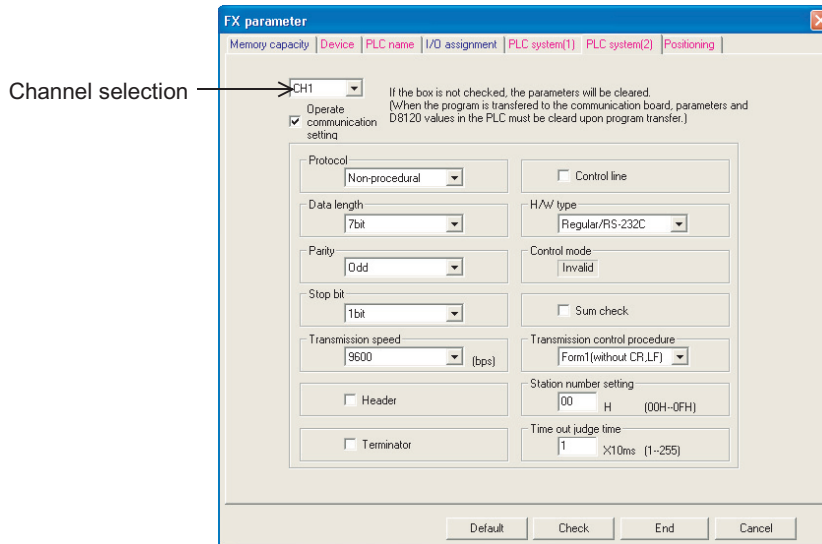 FX parameter
Memory capacity Device PLC name I/O assignment PLC system(1) PLC system(2) Positioning
Channel selection
CH1
If the box is not checked, the parameters will be cleared.
(When the program is transfered to the communication board, parameters and
D8120 values in the PLC must be cleard upon program transfer.)
Operate
communication
setting
Protocol
Non-procedural
Control line
Data length
7bit
H/W type
Regular/RS-232C
Parity
Odd
Control mode
Invalid
Stop bit
1bit
Sum check
Transmission speed
9600 (bps)
Transmission control procedure
Form1(without CR,LF)
Header
Station number setting
00 H (00H--0FH)
Terminator
Time out judge time
1 X10ms (1--255)
Default Check End Cancel